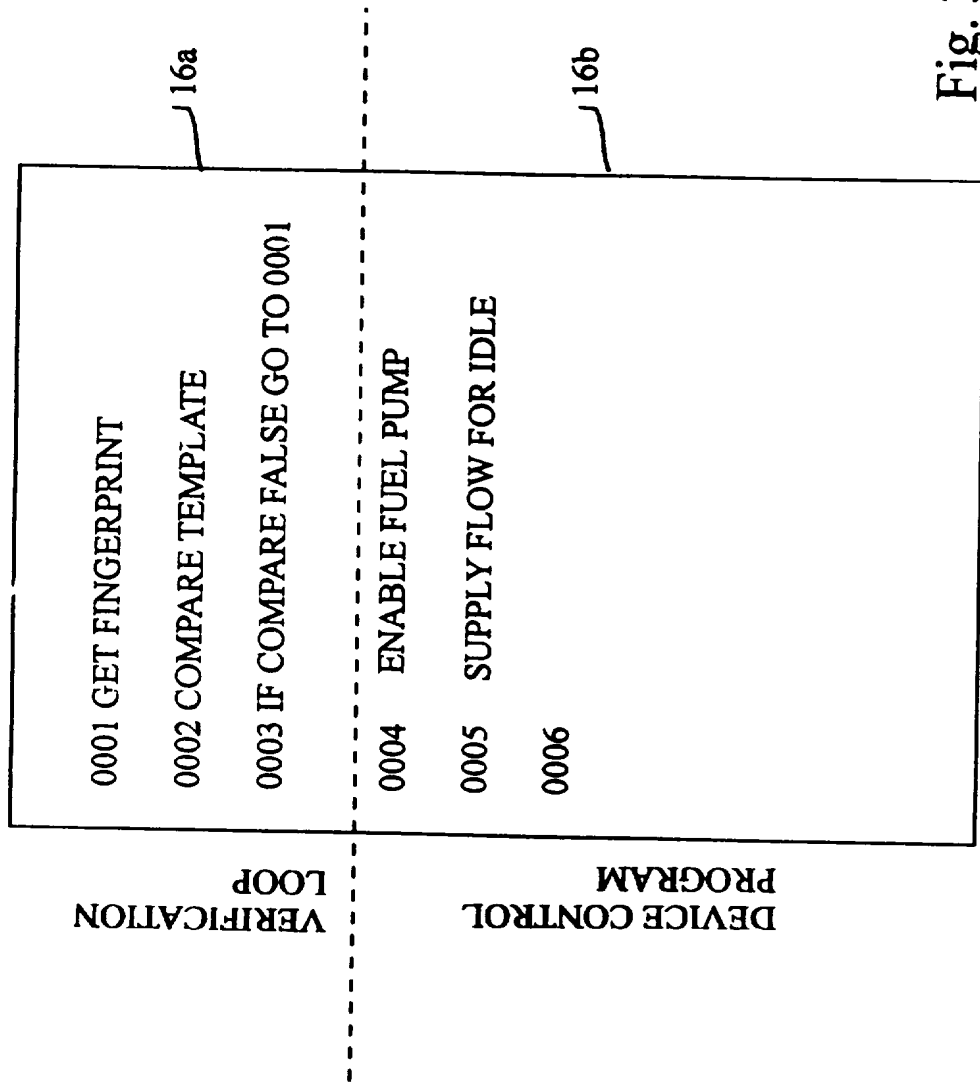 VERIFICATION
LOOP
0001 GET FINGERPRINT
0002 COMPARE TEMPLATE
0003 IF COMPARE FALSE GO TO 0001
16a
DEVICE CONTROL
PROGRAM
0004 ENABLE FUEL PUMP
0005 SUPPLY FLOW FOR IDLE
0006
16b
Fig.